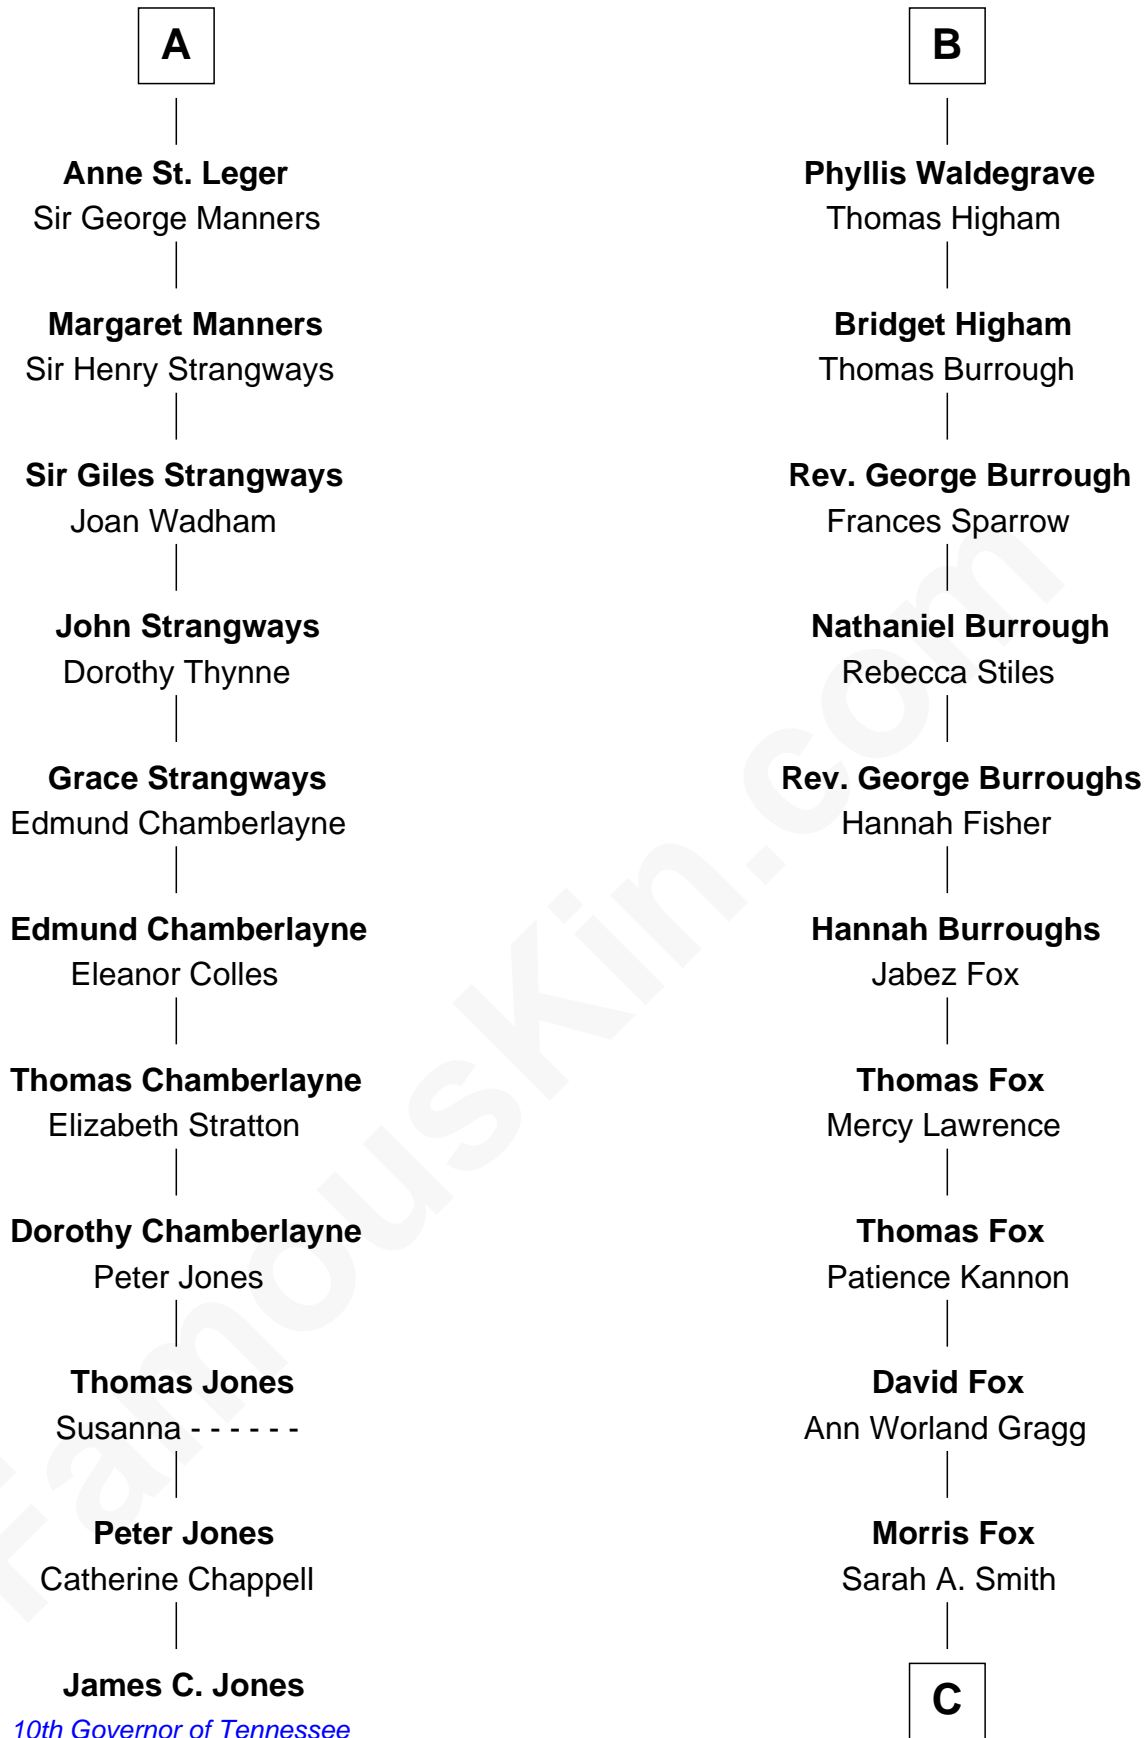 A
Anne St. Leger
Sir George Manners
Margaret Manners
Sir Henry Strangways
Sir Giles Strangways
Joan Wadham
John Strangways
Dorothy Thynne
Grace Strangways
Edmund Chamberlayne
Edmund Chamberlayne
Eleanor Colles
Thomas Chamberlayne
Elizabeth Stratton
Dorothy Chamberlayne
Peter Jones
Thomas Jones
Susanna - - - - - -
Peter Jones
Catherine Chappell
James C. Jones
10th Governor of Tennessee
B
Phyllis Waldegrave
Thomas Higham
Bridget Higham
Thomas Burrough
Rev. George Burrough
Frances Sparrow
Nathaniel Burrough
Rebecca Stiles
Rev. George Burroughs
Hannah Fisher
Hannah Burroughs
Jabez Fox
Thomas Fox
Mercy Lawrence
Thomas Fox
Patience Kannon
David Fox
Ann Worland Gragg
Morris Fox
Sarah A. Smith
C
FamousKin.com